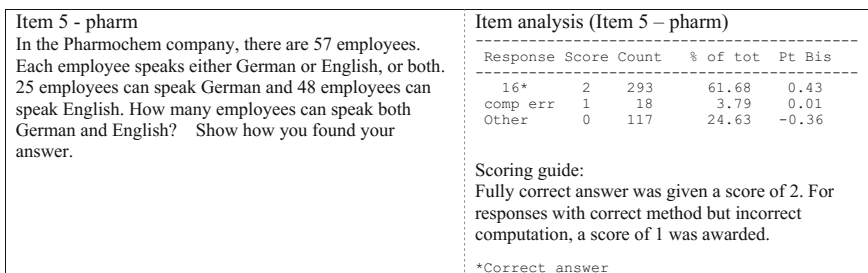 Item 5 - pharm
In the Pharmochem company, there are 57 employees.
Each employee speaks either German or English, or both.
25 employees can speak German and 48 employees can
speak English. How many employees can speak both
German and English? Show how you found your
answer.
Item analysis (Item 5 – pharm)
-----------------------------------------------
Response Score Count % of tot Pt Bis
-----------------------------------------------
16* 2 293 61.68 0.43
comp err 1 18 3.79 0.01
Other 0 117 24.63 -0.36
Scoring guide:
Fully correct answer was given a score of 2. For
responses with correct method but incorrect
computation, a score of 1 was awarded.
*Correct answer